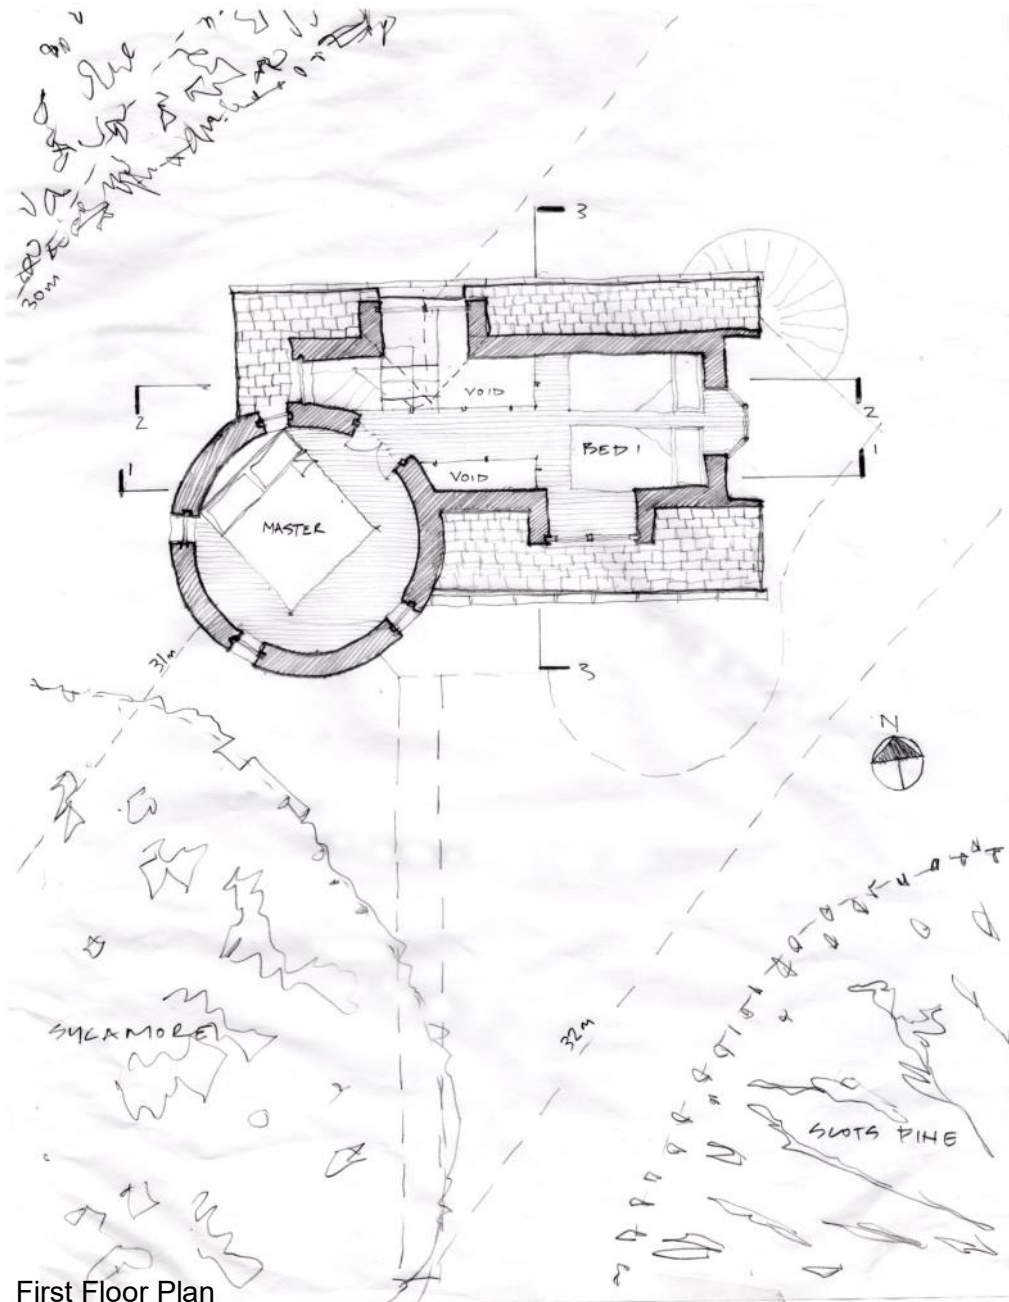 30m
3
VOID
2
2
1
1
BED 1
VOID
MASTER
31m
3
N
32m
SYCAMORE
SCOTS PINE
First Floor Plan